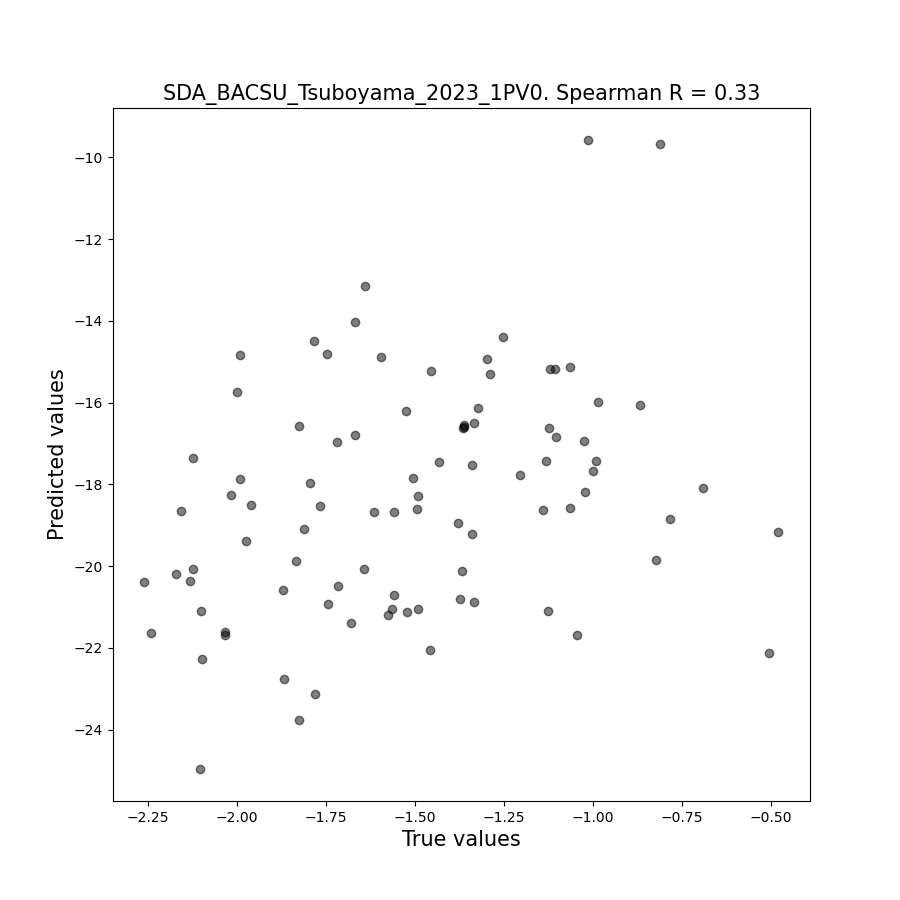 SDA_BACSU_Tsuboyama_2023_1PV0. Spearman R = 0.33
−10
−12
−14
−16
−18
−20
−22
−24
Predicted values
−2.25 −2.00 −1.75 −1.50 −1.25 −1.00 −0.75 −0.50
True values